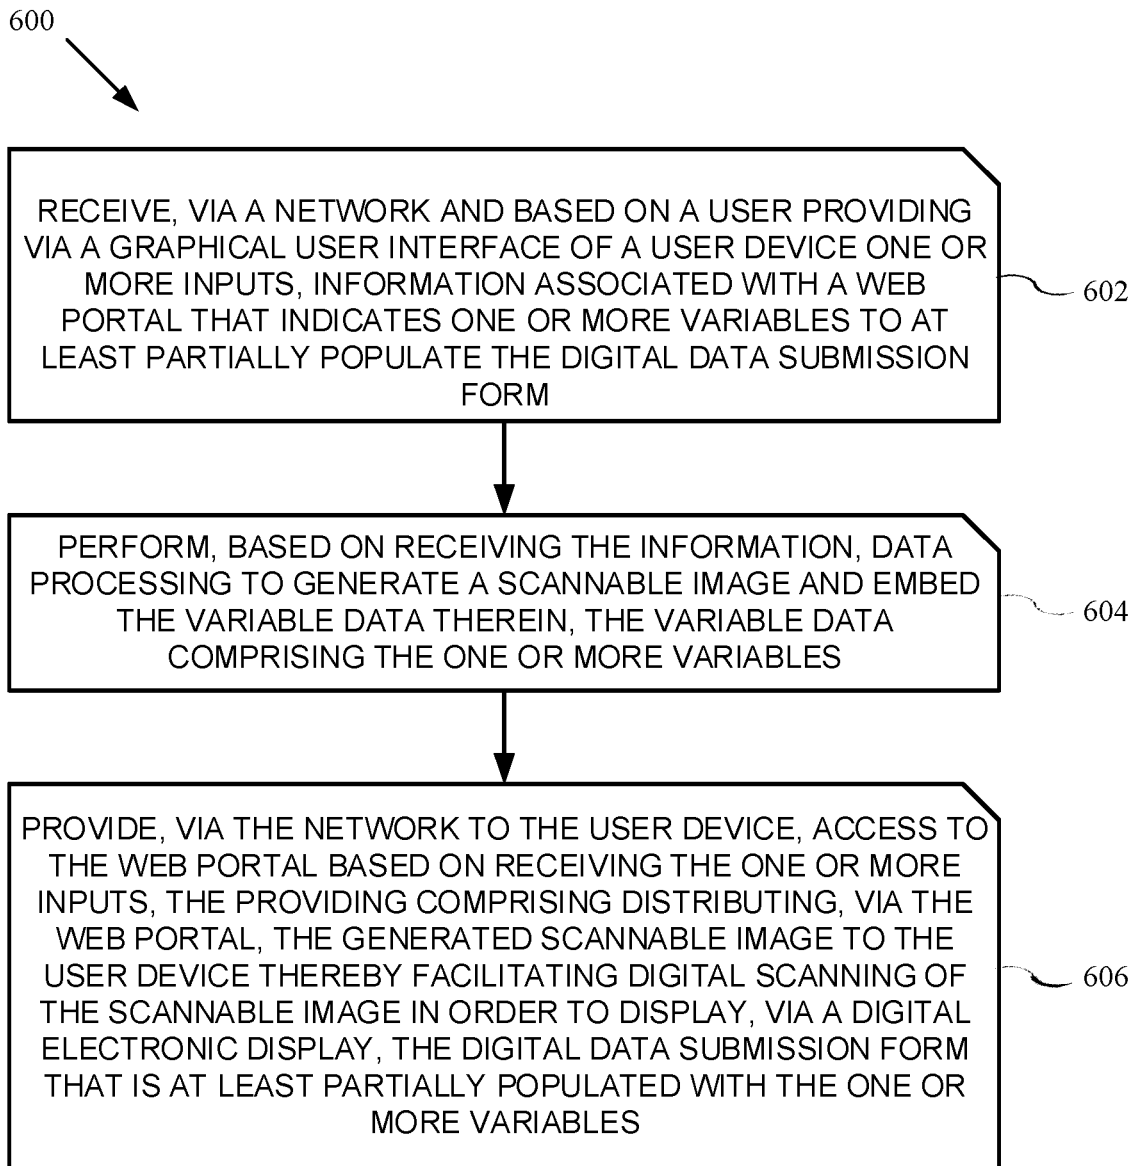 600
RECEIVE, VIA A NETWORK AND BASED ON A USER PROVIDING
VIA A GRAPHICAL USER INTERFACE OF A USER DEVICE ONE OR
MORE INPUTS, INFORMATION ASSOCIATED WITH A WEB
PORTAL THAT INDICATES ONE OR MORE VARIABLES TO AT
LEAST PARTIALLY POPULATE THE DIGITAL DATA SUBMISSION
FORM
602
PERFORM, BASED ON RECEIVING THE INFORMATION, DATA
PROCESSING TO GENERATE A SCANNABLE IMAGE AND EMBED
THE VARIABLE DATA THEREIN, THE VARIABLE DATA
COMPRISING THE ONE OR MORE VARIABLES
604
PROVIDE, VIA THE NETWORK TO THE USER DEVICE, ACCESS TO
THE WEB PORTAL BASED ON RECEIVING THE ONE OR MORE
INPUTS, THE PROVIDING COMPRISING DISTRIBUTING, VIA THE
WEB PORTAL, THE GENERATED SCANNABLE IMAGE TO THE
USER DEVICE THEREBY FACILITATING DIGITAL SCANNING OF
THE SCANNABLE IMAGE IN ORDER TO DISPLAY, VIA A DIGITAL
ELECTRONIC DISPLAY, THE DIGITAL DATA SUBMISSION FORM
THAT IS AT LEAST PARTIALLY POPULATED WITH THE ONE OR
MORE VARIABLES
606